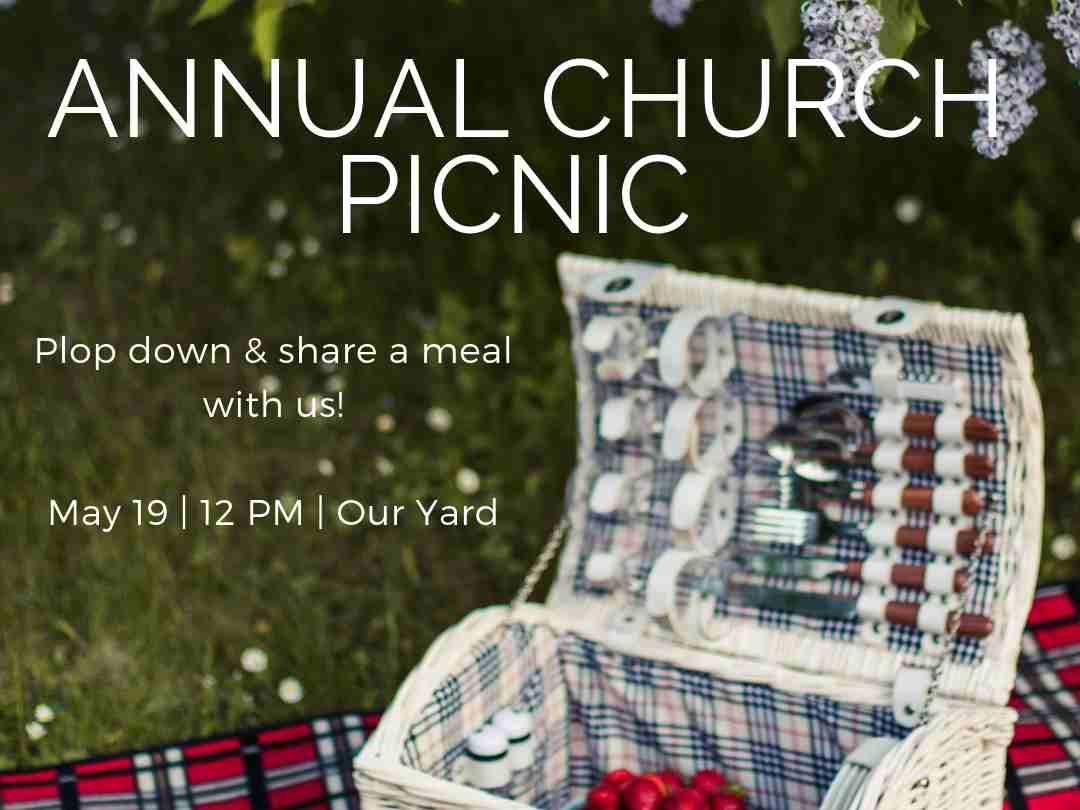 ANNUAL CHURCH
PICNIC
Plop down & share a meal
with us!
May 19 | 12 PM | Our Yard